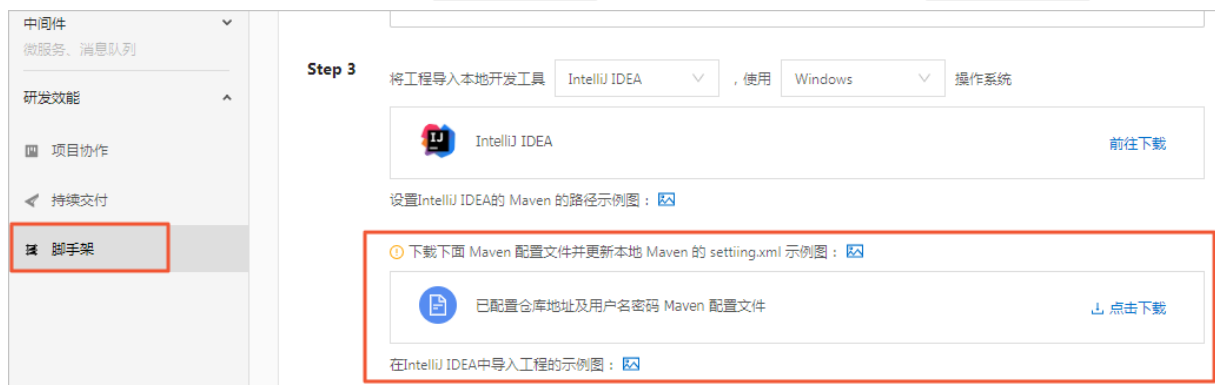 中间件
微服务、消息队列
研发效能
项目协作
持续交付
脚手架
Step 3
将工程导入本地开发工具 IntelliJ IDEA ，使用 Windows 操作系统
IntelliJ IDEA 前往下载
设置IntelliJ IDEA的 Maven 的路径示例图：
下载下面 Maven 配置文件并更新本地 Maven 的 settiing.xml 示例图：
已配置仓库地址及用户名密码 Maven 配置文件 点击下载
在IntelliJ IDEA中导入工程的示例图：